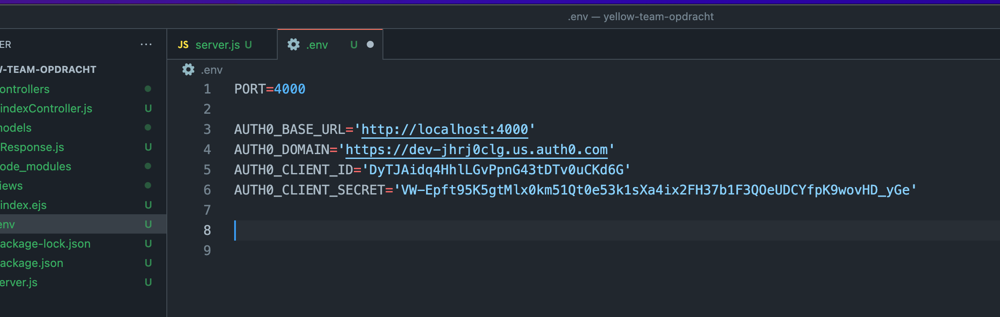 .env — yellow-team-opdracht
ER ...
JS server.js U
.env U
W-TEAM-OPDRACHT
.env
ontrollers
indexController.js U
models
Response.js U
ode_modules
iews
index.ejs U
env U
ackage-lock.json U
ackage.json U
erver.js U
1 PORT=4000
2
3 AUTH0_BASE_URL='http://localhost:4000'
4 AUTH0_DOMAIN='https://dev-jhrj0clg.us.auth0.com'
5 AUTH0_CLIENT_ID='DyTJAidq4HhlLGvPpnG43tDTv0uCKd6G'
6 AUTH0_CLIENT_SECRET='VW-Epft95K5gtMlx0km51Qt0e53k1sXa4ix2FH37b1F3QOeUDCYfpK9wovHD_yGe'
7
8
9